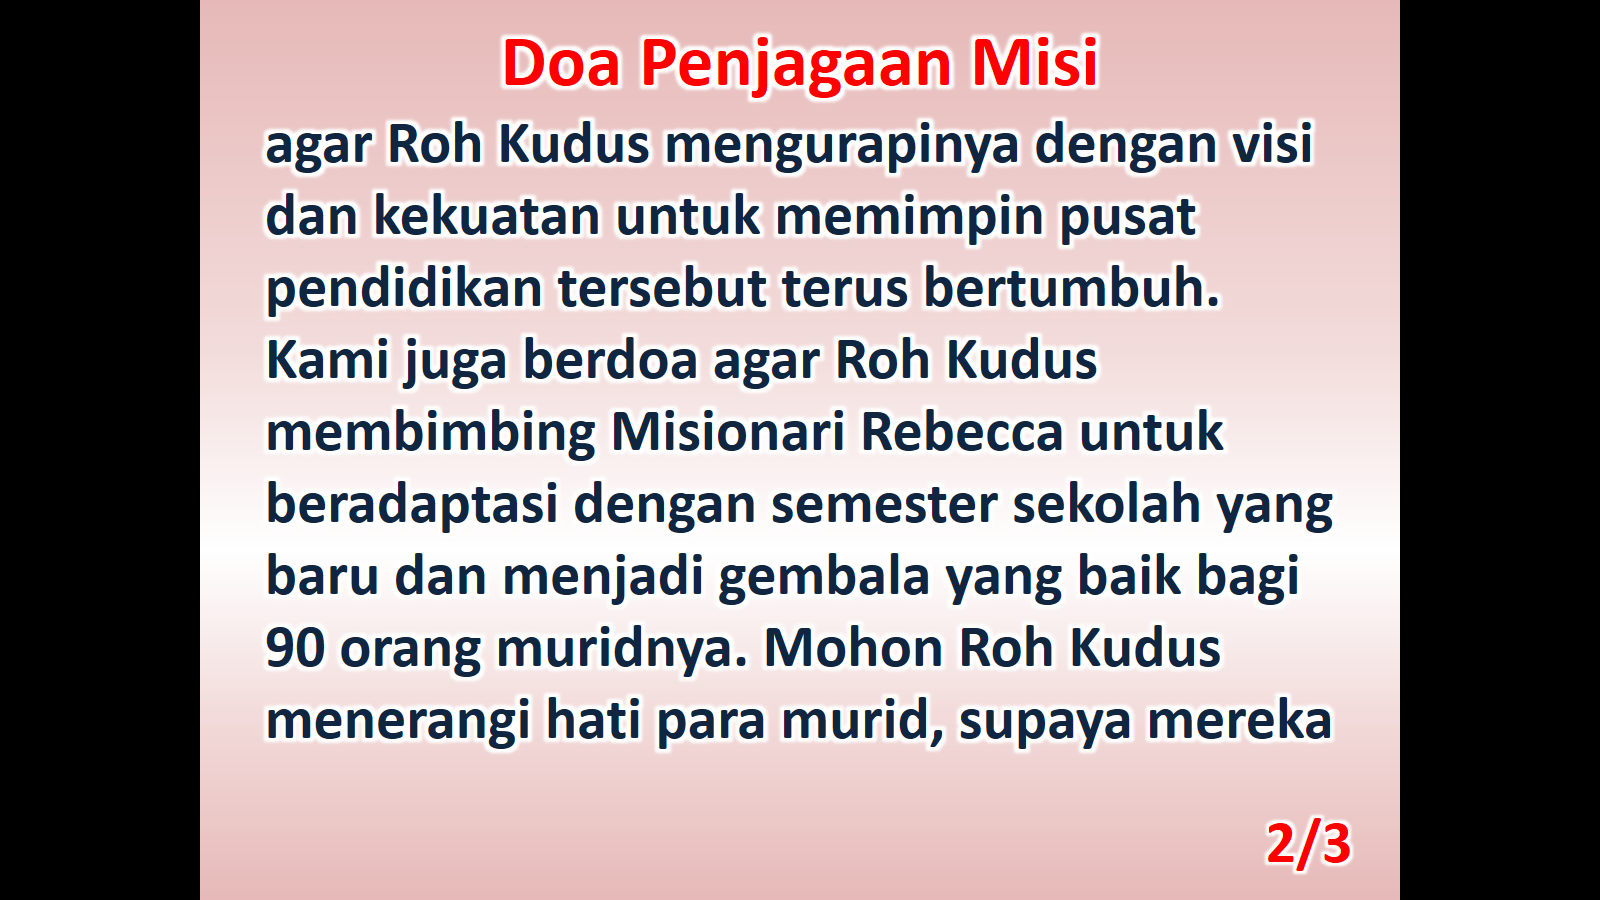 Doa Penjagaan Misi
agar Roh Kudus mengurapinya dengan visi
dan kekuatan untuk memimpin pusat
pendidikan tersebut terus bertumbuh.
Kami juga berdoa agar Roh Kudus
membimbing Misionari Rebecca untuk
beradaptasi dengan semester sekolah yang
baru dan menjadi gembala yang baik bagi
90 orang muridnya. Mohon Roh Kudus
menerangi hati para murid, supaya mereka
2/3